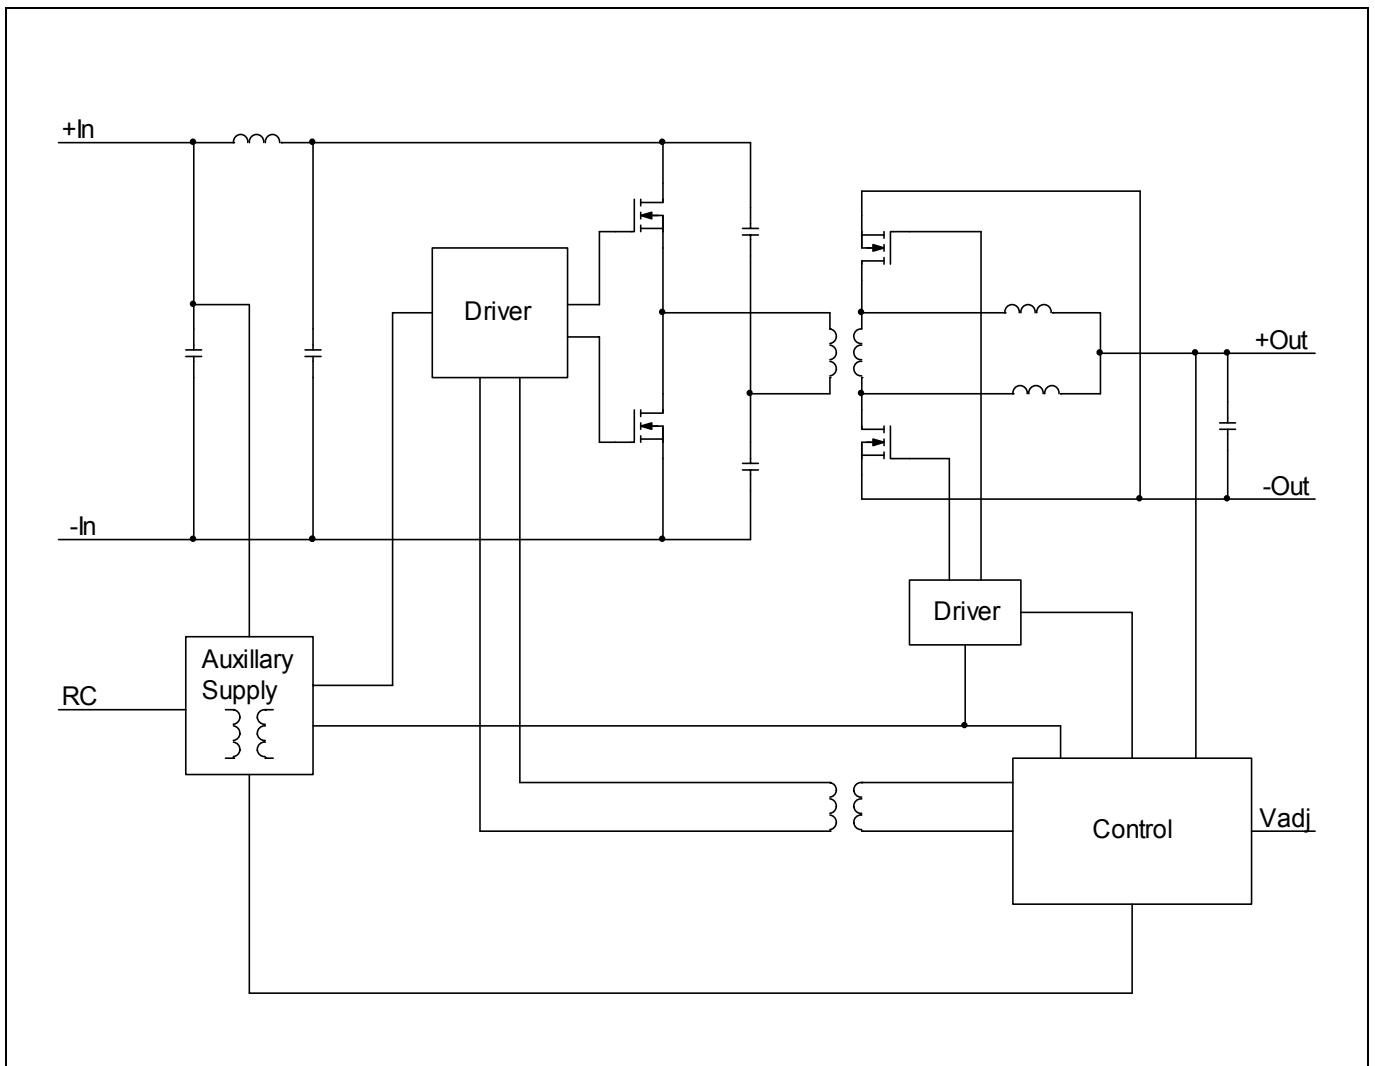 +In
Driver
+Out
-Out
-In
Driver
Auxillary
Supply
RC
Control
Vadj